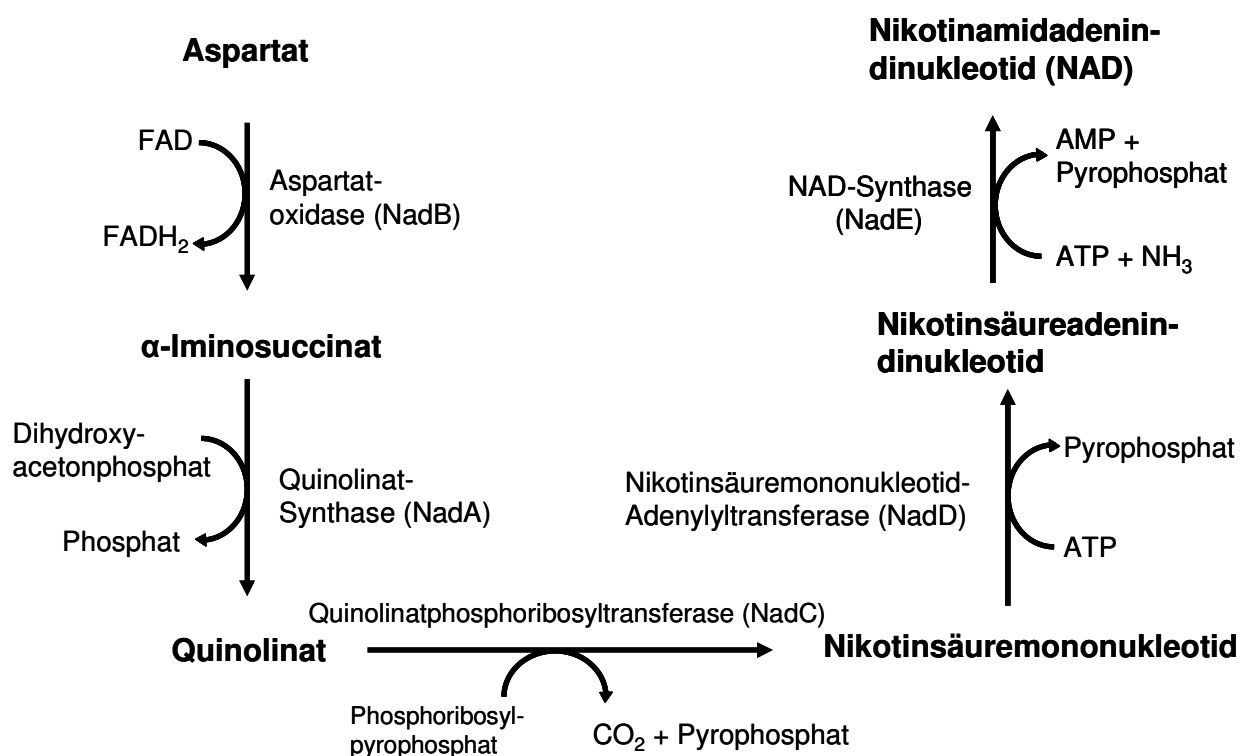 Aspartat
FAD
Aspartat-
oxidase (NadB)
FADH₂
α-Iminosuccinat
Dihydroxy-
acetonphosphat
Quinolinat-
Synthase (NadA)
Phosphat
Quinolinat
Quinolinatphosphoribosyltransferase (NadC)
Phosphoribosyl-
pyrophosphat
CO₂ + Pyrophosphat
Nikotinsäuremononukleotid
Nikotinsäuremononukleotid-
Adenylyltransferase (NadD)
Pyrophosphat
ATP
Nikotinsäureadenin-
dinukleotid
NAD-Synthase
(NadE)
AMP +
Pyrophosphat
ATP + NH₃
Nikotinamidadenin-
dinukleotid (NAD)